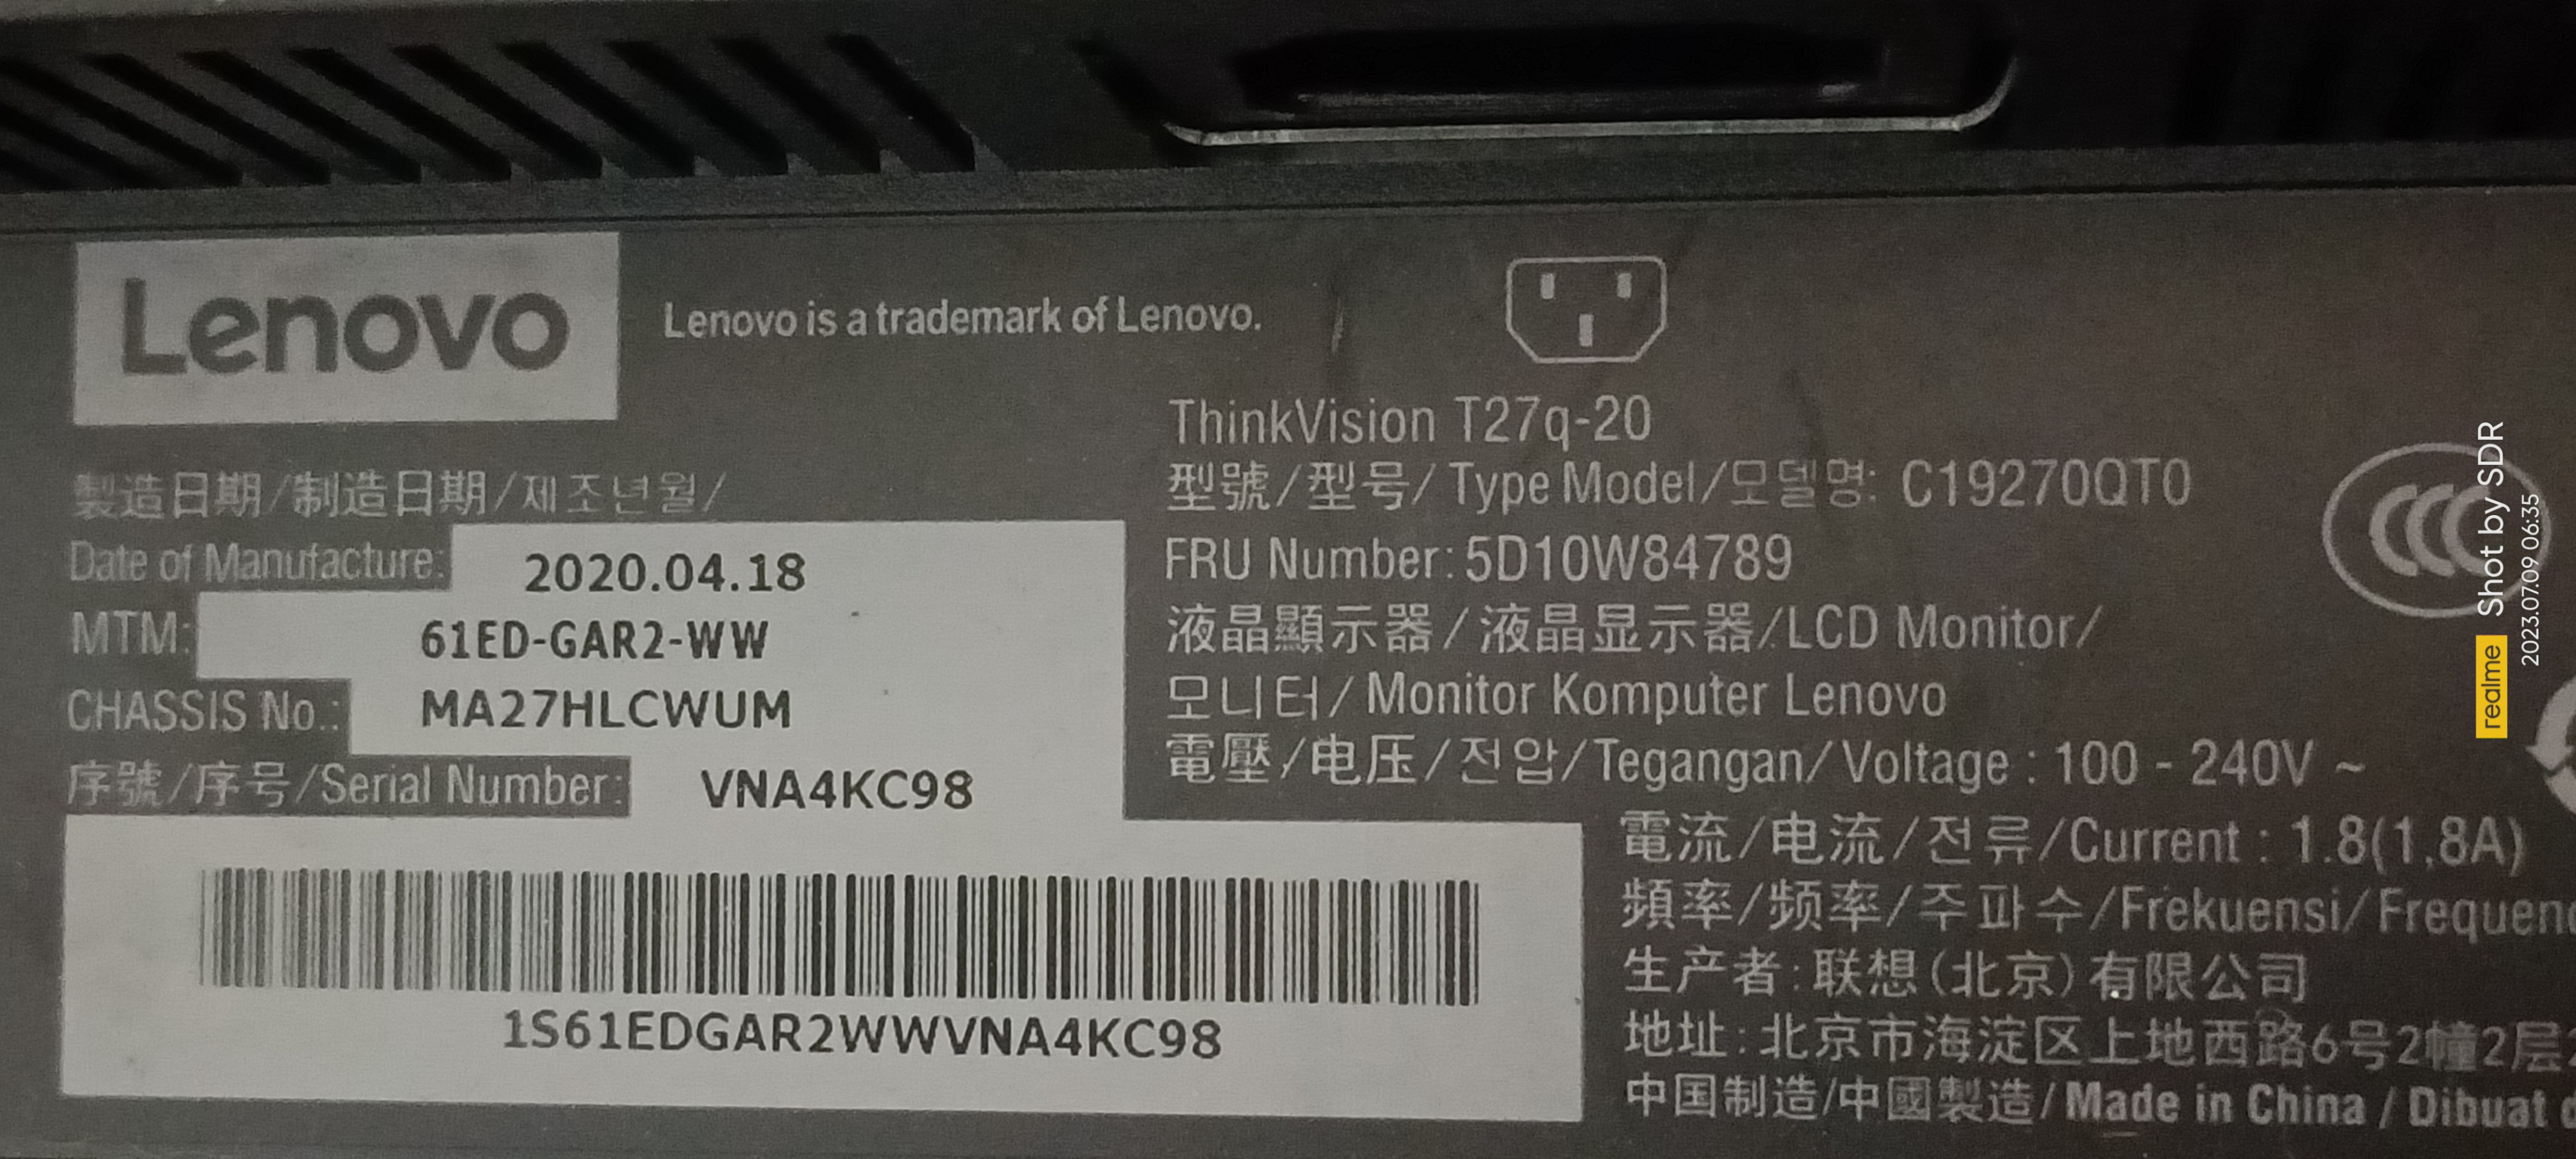 Lenovo
Lenovo is a trademark of Lenovo.
製造日期/制造日期/제조년월/
Date of Manufacture: 2020.04.18
MTM: 61ED-GAR2-WW
CHASSIS No.: MA27HLCWUM
序號/序号/Serial Number: VNA4KC98
1S61EDGAR2WWVNA4KC98
ThinkVision T27q-20
型號/型号/Type Model/모델명: C19270QT0
FRU Number: 5D10W84789
液晶顯示器/液晶显示器/LCD Monitor/
모니터/Monitor Komputer Lenovo
電壓/电压/전압/Tegangan/Voltage : 100 - 240V ~
電流/电流/전류/Current : 1.8(1,8A)
頻率/频率/주파수/Frekuensi/
生产者:联想(北京)有限公司
地址:北京市海淀区上地西路6号2幢2层
中国制造/中國製造/Made in China / Dibuat
CCC
realme Shot by SDR
2023.07.09 06:35